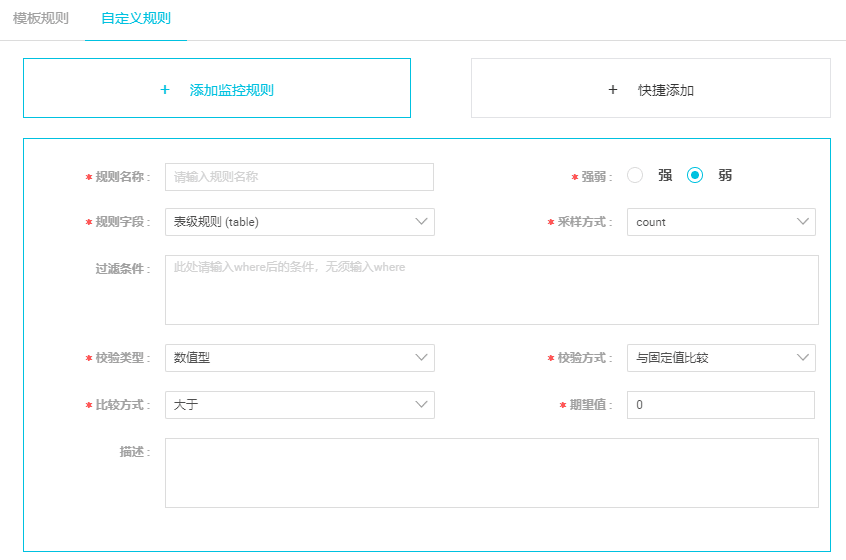 模板规则 自定义规则
+ 添加监控规则 + 快捷添加
* 规则名称 : 请输入规则名称 * 强弱 : 强 弱
* 规则字段 : 表级规则 (table) * 采样方式 : count
过滤条件 : 此处请输入where后的条件，无须输入where
* 校验类型 : 数值型 * 校验方式 : 与固定值比较
* 比较方式 : 大于 * 期望值 : 0
描述 :